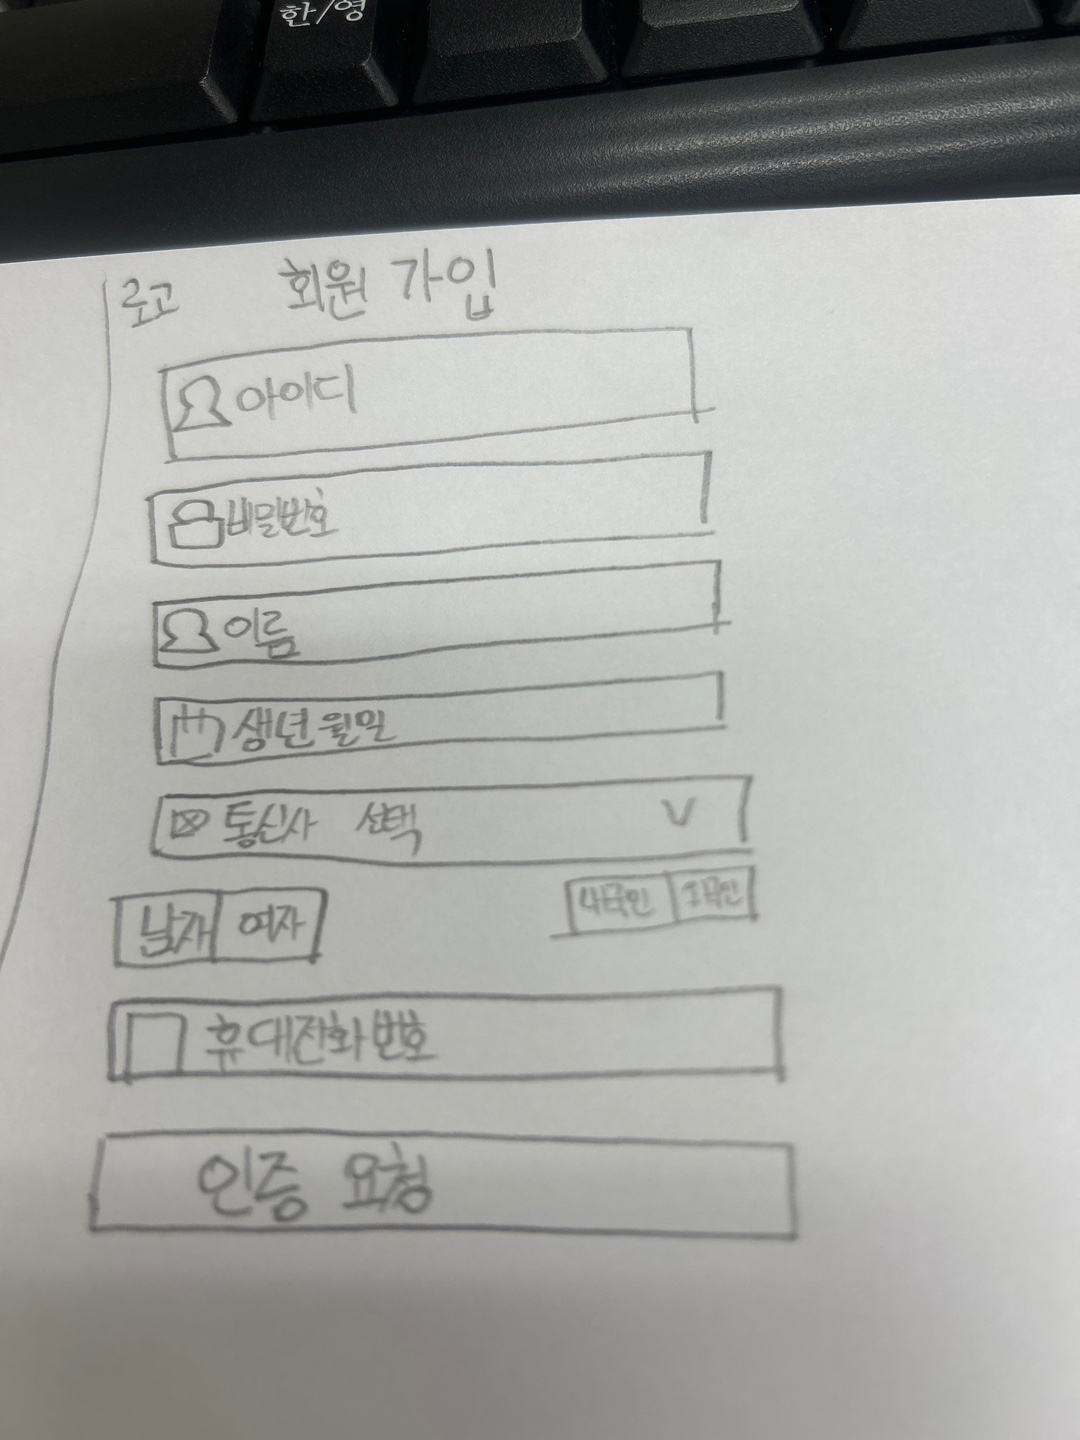 한/영
로고 회원 가입
아이디
비밀번호
이름
생년월일
통신사 선택
남자 여자 내국인 외국인
휴대전화번호
인증 요청